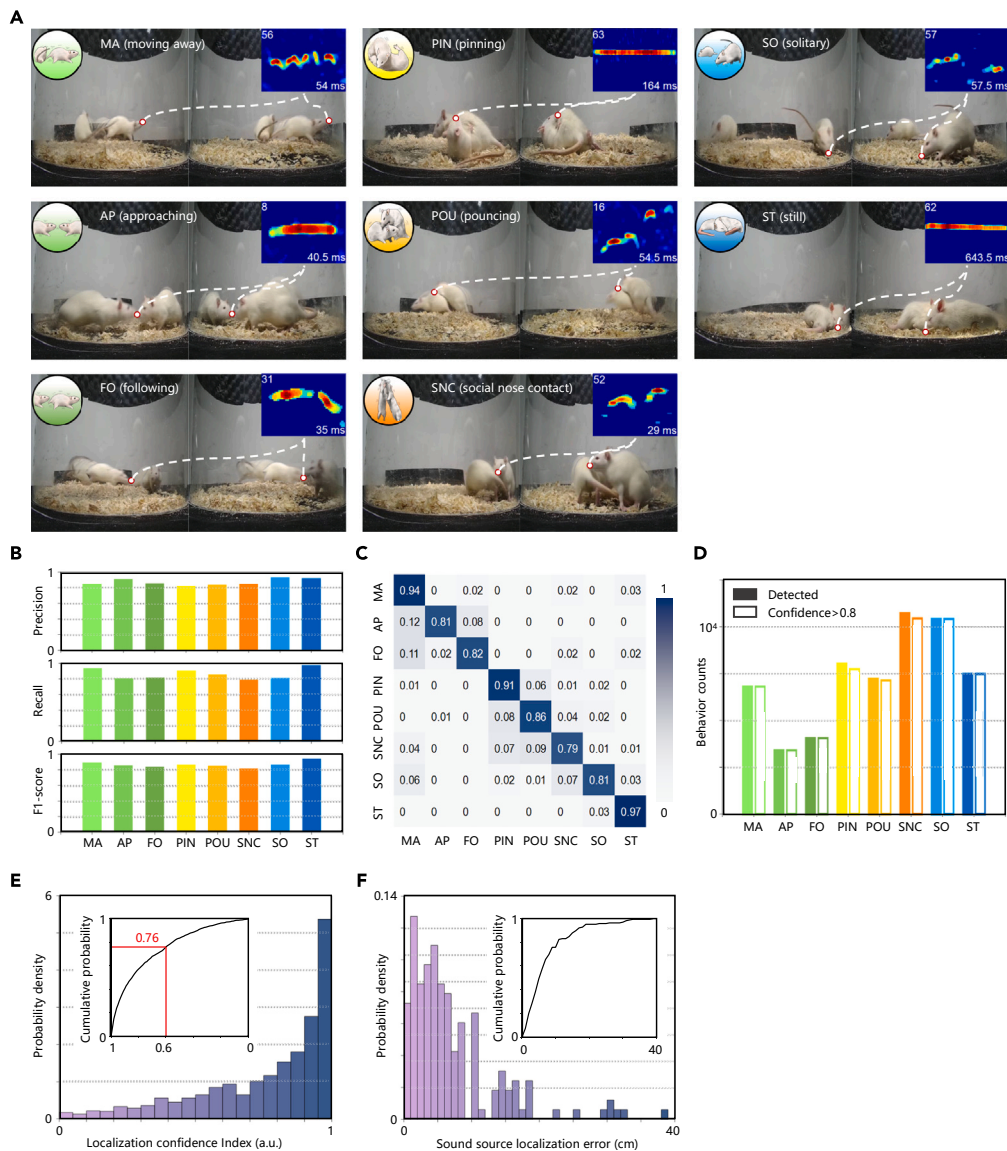 A
MA (moving away)
56
54 ms
PIN (pinning)
63
164 ms
SO (solitary)
57
57.5 ms
AP (approaching)
8
40.5 ms
POU (pouncing)
16
54.5 ms
ST (still)
62
643.5 ms
FO (following)
31
35 ms
SNC (social nose contact)
52
29 ms
B
1
Precision
0
1
Recall
0
1
F1-score
0
MA AP FO PIN POU SNC SO ST
C
MA 0.94 0 0.02 0 0 0.02 0 0.03
AP 0.12 0.81 0.08 0 0 0 0 0
FO 0.11 0.02 0.82 0 0 0.02 0 0.02
PIN 0.01 0 0 0.91 0.06 0.01 0.02 0
POU 0 0.01 0 0.08 0.86 0.04 0.02 0
SNC 0.04 0 0 0.07 0.09 0.79 0.01 0.01
SO 0.06 0 0 0.02 0.01 0.07 0.81 0.03
ST 0 0 0 0 0 0 0.03 0.97
MA AP FO PIN POU SNC SO ST
1
0
D
Detected
Confidence>0.8
10⁴
Behavior counts
0
MA AP FO PIN POU SNC SO ST
E
6
Probability density
0
0 1
Localization confidence Index (a.u.)
1
Cumulative probability
0.76
0
1 0.6 0
F
0.14
Probability density
0
0 40
Sound source localization error (cm)
1
Cumulative probability
0
0 40